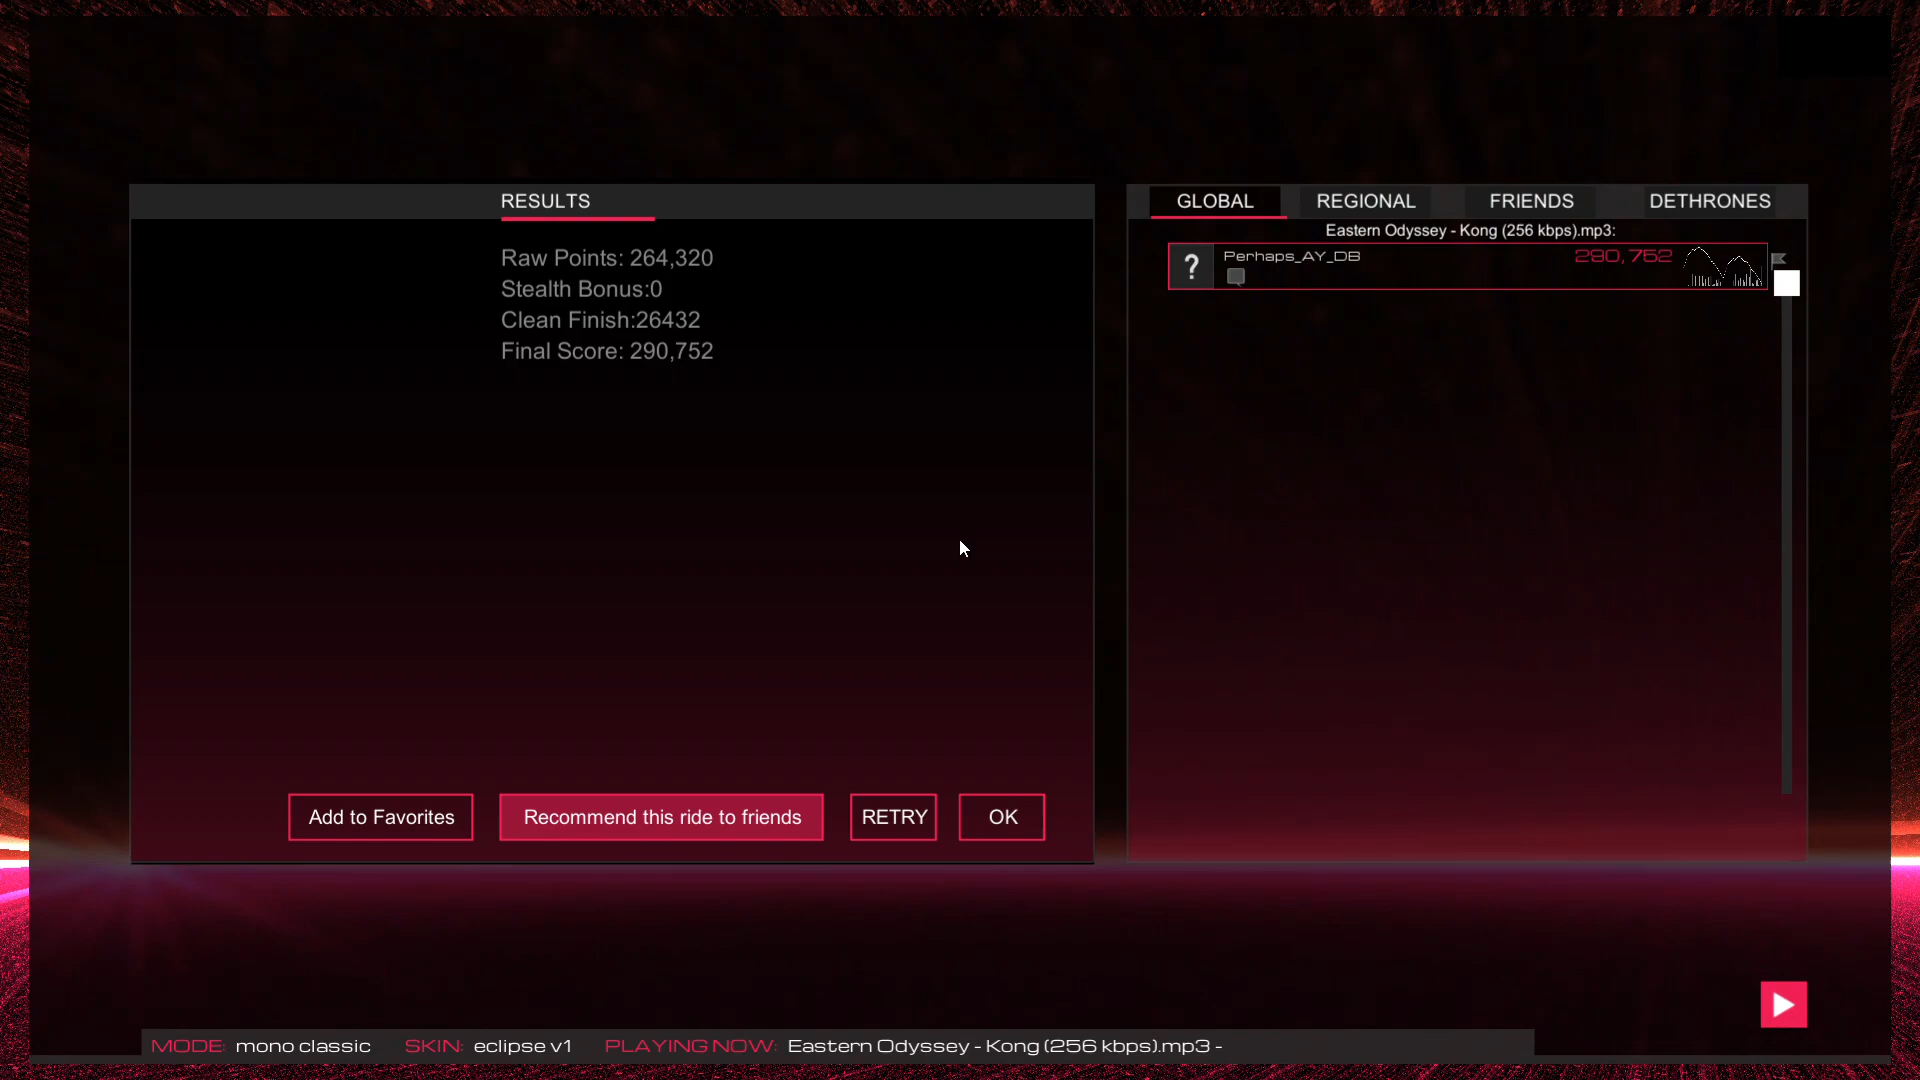 RESULTS
Raw Points: 264,320
Stealth Bonus:0
Clean Finish:26432
Final Score: 290,752
Add to Favorites
Recommend this ride to friends
RETRY
OK
GLOBAL REGIONAL FRIENDS DETHRONES
Eastern Odyssey - Kong (256 kbps).mp3:
? Perhaps_AY_DB 290,752
MODE: mono classic SKIN: eclipse v1 PLAYING NOW: Eastern Odyssey - Kong (256 kbps).mp3 -